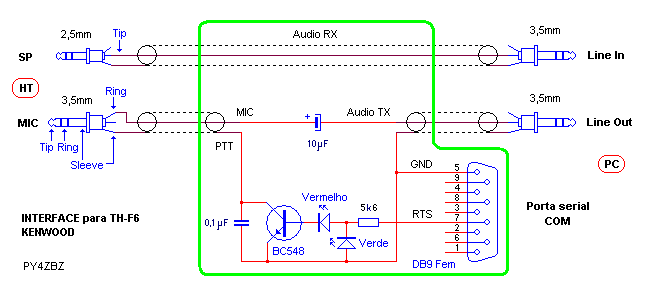 2,5mm
Tip
Audio RX
3,5mm
SP
Line In
HT
Ring
3,5mm
MIC
Audio TX
3,5mm
MIC
+
10µF
Line Out
Tip
Ring
Sleeve
PTT
PC
GND
5
9
4
8
3
7
2
6
1
RTS
Vermelho
5k6
Porta serial
COM
INTERFACE para TH-F6
KENWOOD
0,1 µF
BC548
Verde
DB9 Fem
PY4ZBZ